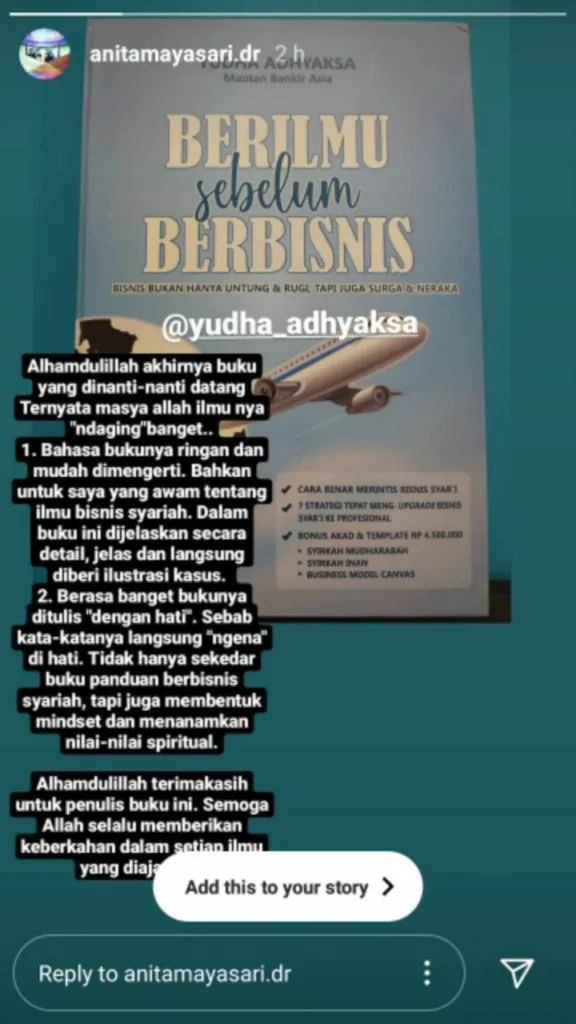 anitamayasari.dr 2 h
YUDHA ADHYAKSA
Mantan Bankir Asia
BERILMU
sebelum
BERBISNIS
BISNIS BUKAN HANYA UNTUNG & RUGI, TAPI JUGA SURGA & NERAKA
@yudha_adhyaksa
Alhamdulillah akhirnya buku
yang dinanti-nanti datang
Ternyata masya allah ilmu nya
"ndaging"banget..
1. Bahasa bukunya ringan dan
mudah dimengerti. Bahkan
untuk saya yang awam tentang
ilmu bisnis syariah. Dalam
buku ini dijelaskan secara
detail, jelas dan langsung
diberi ilustrasi kasus.
2. Berasa banget bukunya
ditulis "dengan hati". Sebab
kata-katanya langsung "ngena"
di hati. Tidak hanya sekedar
buku panduan berbisnis
syariah, tapi juga membentuk
mindset dan menanamkan
nilai-nilai spiritual.
Alhamdulillah terimakasih
untuk penulis buku ini. Semoga
Allah selalu memberikan
keberkahan dalam setiap ilmu
yang
CARA BENAR MERINTIS BISNIS SYAR'I
7 STRATEGI TEPAT MENG-UPGRADE BISNIS
SYAR'I KE PROFESIONAL
BONUS AKAD & TEMPLATE RP 4.500.000
• SYIRKAH MUDHARABAH
• SYIRKAH INAN
• BUSINESS MODEL CANVAS
Add this to your story
Reply to anitamayasari.dr